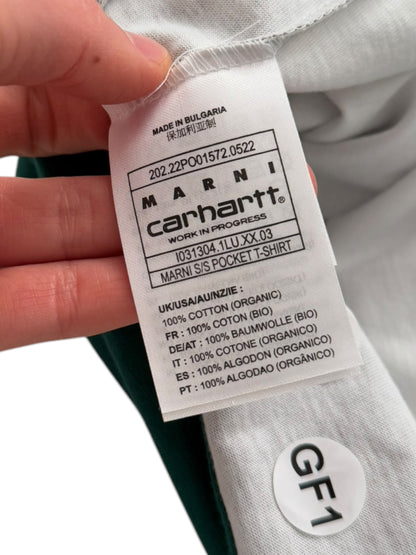 MADE IN BULGARIA
保加利亚制
202.22PO01572.0522
MARNI
carhartt®
WORK IN PROGRESS
I031304.1LU.XX.03
MARNI S/S POCKET T-SHIRT
UK/USA/AU/NZ/IE :
100% COTTON (ORGANIC)
FR : 100% COTON (BIO)
DE/AT : 100% BAUMWOLLE (BIO)
IT : 100% COTONE (ORGANICO)
ES : 100% ALGODON (ORGANICO)
PT : 100% ALGODAO (ORGÂNICO)
GF1